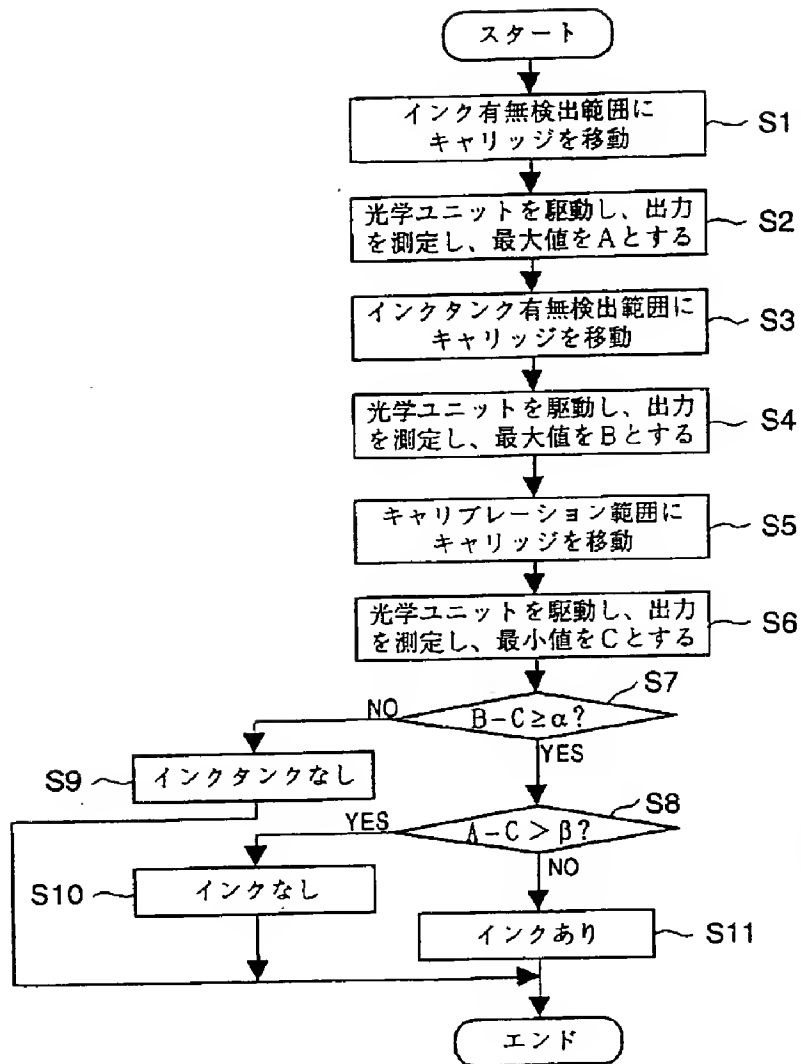 スタート
インク有無検出範囲に
キャリッジを移動
S1
光学ユニットを駆動し、出力
を測定し、最大値をAとする
S2
インクタンク有無検出範囲に
キャリッジを移動
S3
光学ユニットを駆動し、出力
を測定し、最大値をBとする
S4
キャリブレーション範囲に
キャリッジを移動
S5
光学ユニットを駆動し、出力
を測定し、最小値をCとする
S6
S7
B-C≥α?
NO
YES
S9
インクタンクなし
S8
A-C>β?
YES
NO
S10
インクなし
インクあり
S11
エンド